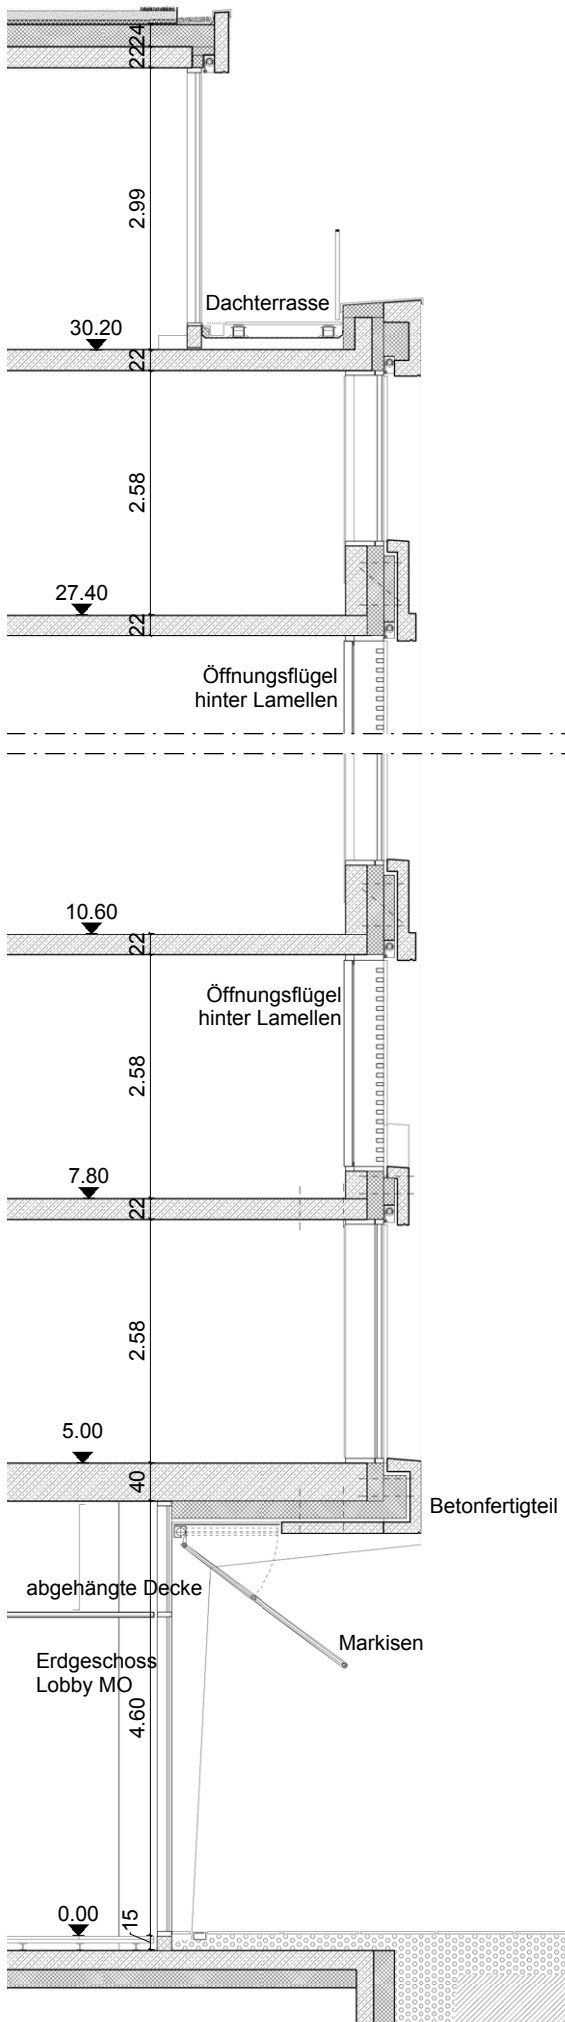 24
22
2.99
Dachterrasse
30.20
22
2.58
27.40
22
Öffnungsflügel
hinter Lamellen
10.60
22
Öffnungsflügel
hinter Lamellen
2.58
7.80
22
2.58
5.00
40
Betonfertigteil
abgehängte Decke
Markisen
Erdgeschoss
Lobby MO
4.60
0.00
15